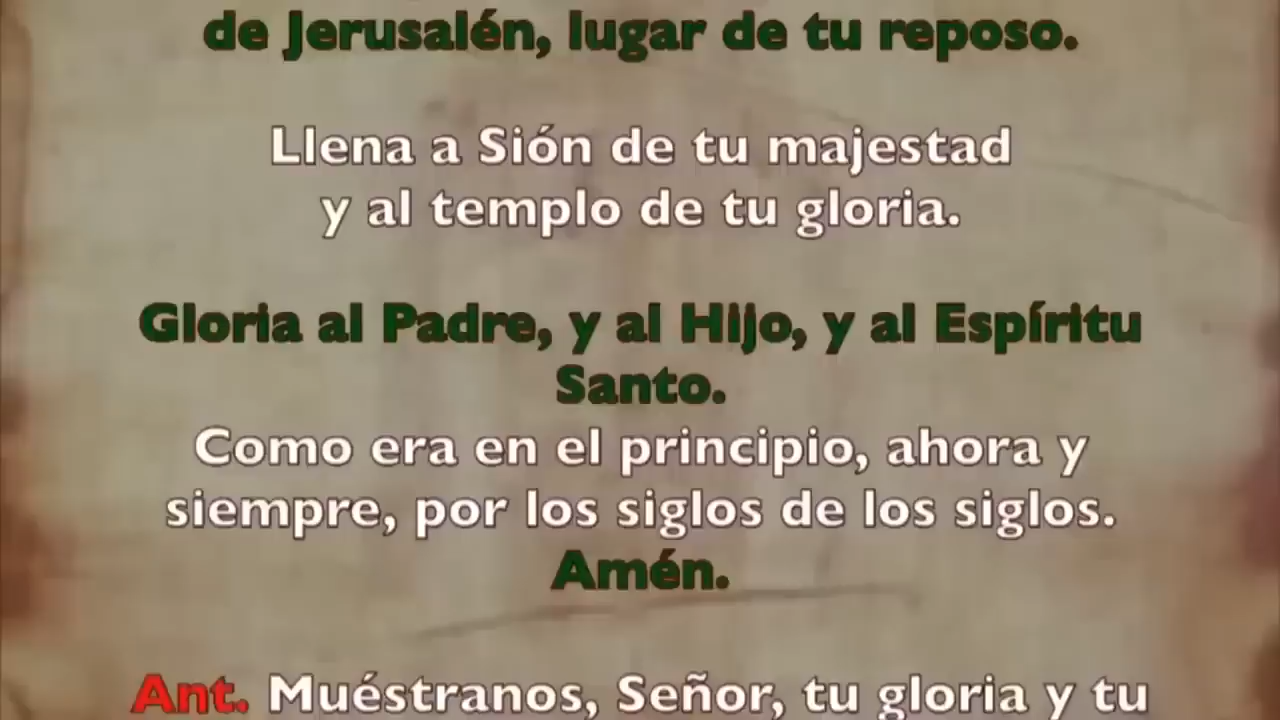 de Jerusalén, lugar de tu reposo.
Llena a Sión de tu majestad
y al templo de tu gloria.
Gloria al Padre, y al Hijo, y al Espíritu
Santo.
Como era en el principio, ahora y
siempre, por los siglos de los siglos.
Amén.
Ant. Muéstranos, Señor, tu gloria y tu